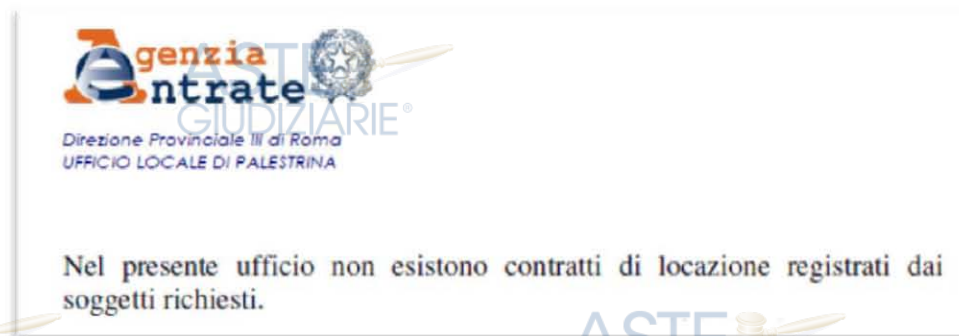 Agenzia
Entrate
ASTE
GIUDIZIARIE®
Direzione Provinciale III di Roma
UFFICIO LOCALE DI PALESTRINA
Nel presente ufficio non esistono contratti di locazione registrati dai
soggetti richiesti.
ASTE